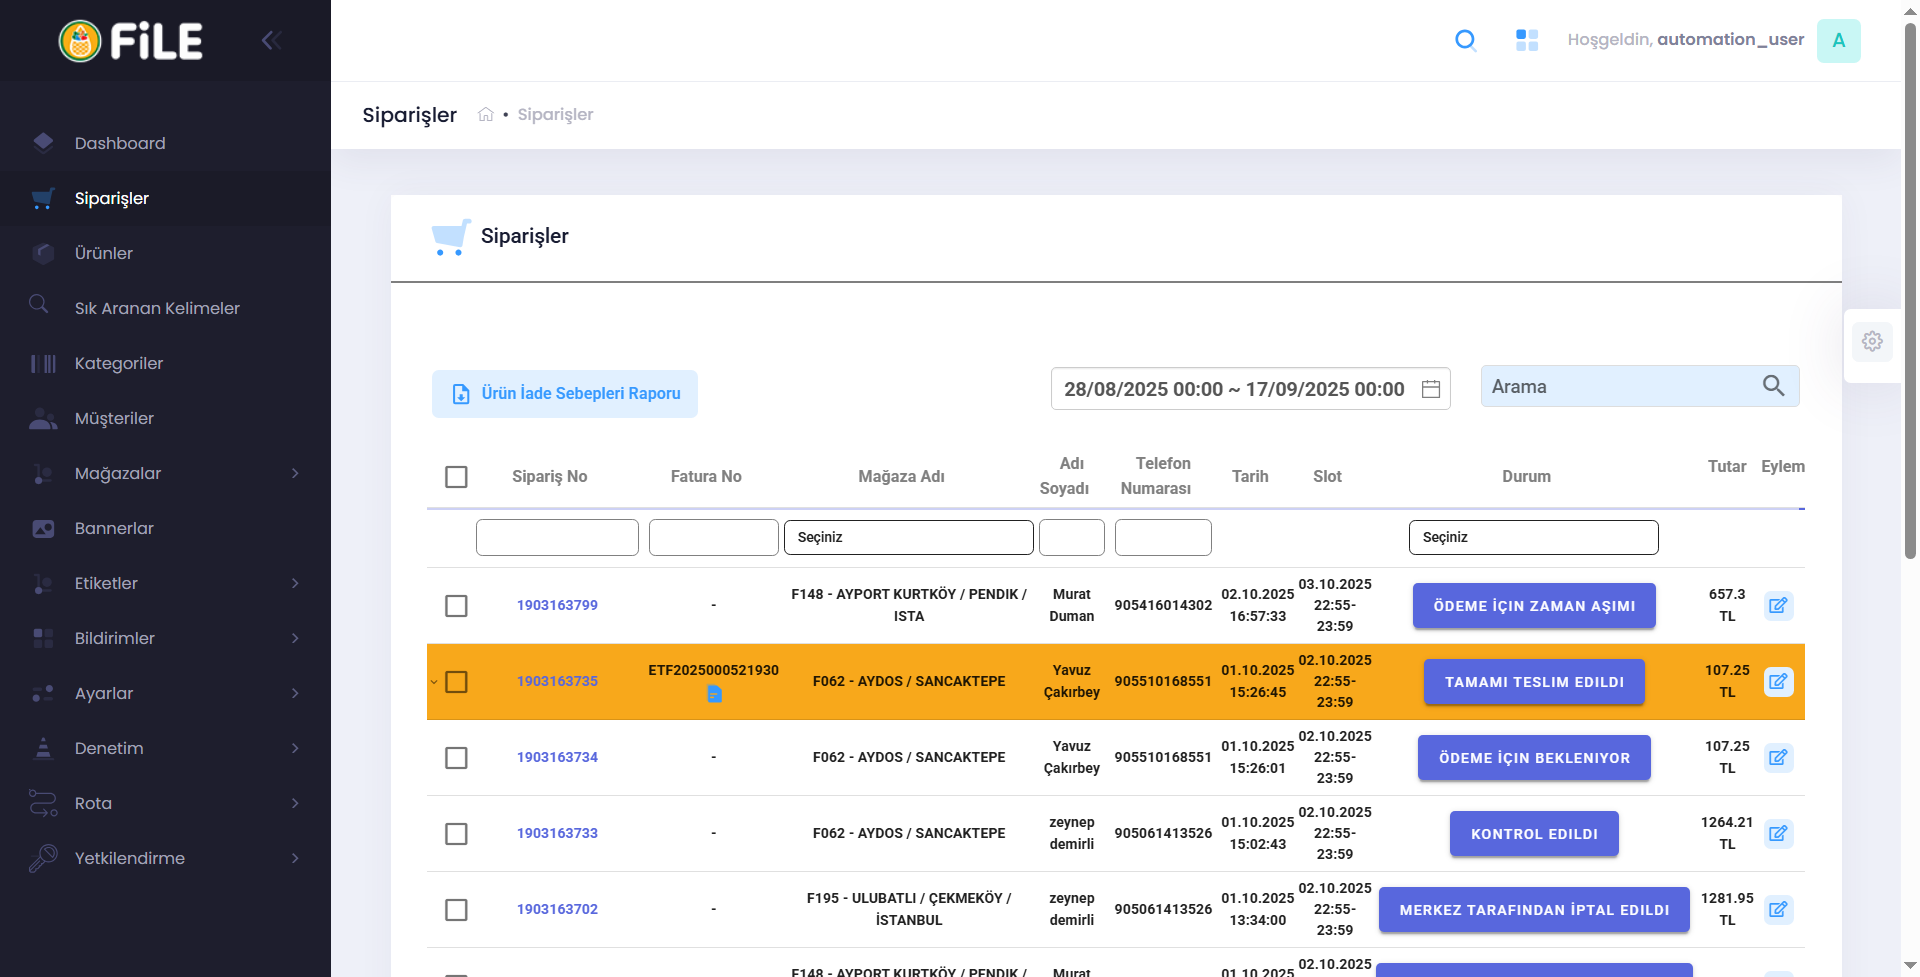 FiLE
Hoşgeldin, automation_user
A
Siparişler • Siparişler
Dashboard
Siparişler
Ürünler
Sık Aranan Kelimeler
Kategoriler
Müşteriler
Mağazalar
Bannerlar
Etiketler
Bildirimler
Ayarlar
Denetim
Rota
Yetkilendirme
Siparişler
Ürün İade Sebepleri Raporu
28/08/2025 00:00 ~ 17/09/2025 00:00
Arama
Sipariş No
Fatura No
Mağaza Adı
Adı
Soyadı
Telefon
Numarası
Tarih
Slot
Durum
Tutar
Eylem
Seçiniz
Seçiniz
1903163799
-
F148 - AYPORT KURTKÖY / PENDIK /
ISTA
Murat
Duman
905416014302
02.10.2025
16:57:33
03.10.2025
22:55-
23:59
ÖDEME İÇİN ZAMAN AŞIMI
657.3
TL
1903163735
ETF2025000521930
F062 - AYDOS / SANCAKTEPE
Yavuz
Çakırbey
905510168551
01.10.2025
15:26:45
02.10.2025
22:55-
23:59
TAMAMI TESLIM EDILDI
107.25
TL
1903163734
-
F062 - AYDOS / SANCAKTEPE
Yavuz
Çakırbey
905510168551
01.10.2025
15:26:01
02.10.2025
22:55-
23:59
ÖDEME İÇİN BEKLENIYOR
107.25
TL
1903163733
-
F062 - AYDOS / SANCAKTEPE
zeynep
demirli
905061413526
01.10.2025
15:02:43
02.10.2025
22:55-
23:59
KONTROL EDILDI
1264.21
TL
1903163702
-
F195 - ULUBATLI / ÇEKMEKÖY /
İSTANBUL
zeynep
demirli
905061413526
01.10.2025
13:34:00
02.10.2025
22:55-
23:59
MERKEZ TARAFINDAN İPTAL EDILDI
1281.95
TL
F148 - AYPORT KURTKÖY / PENDIK /
Murat
01.10.2025
02.10.2025